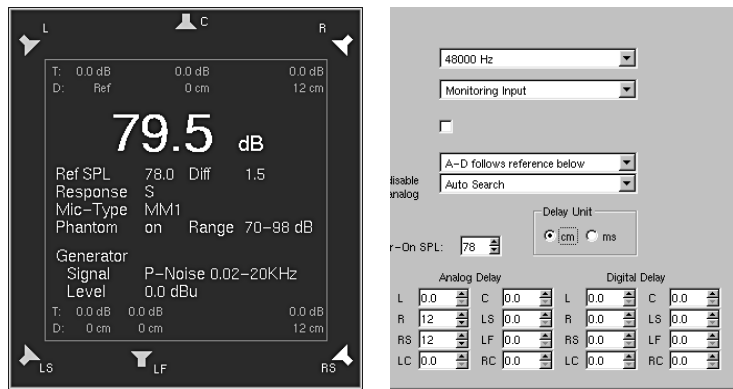 L C R
T: 0.0 dB 0.0 dB 0.0 dB
D: Ref 0 cm 12 cm
79.5 dB
Ref SPL 78.0 Diff 1.5
Response S
Mic-Type MM1
Phantom on Range 70-98 dB
Generator
Signal P-Noise 0.02-20KHz
Level 0.0 dBu
T: 0.0 dB 0.0 dB 0.0 dB
D: 0 cm 0 cm 12 cm
LS LF RS
48000 Hz
Monitoring Input
A-D follows reference below
disable
analog
Auto Search
Delay Unit
cm ms
r-On SPL: 78
Analog Delay Digital Delay
L 0.0 C 0.0 L 0.0 C 0.0
R 12 LS 0.0 R 0.0 LS 0.0
RS 12 LF 0.0 RS 0.0 LF 0.0
LC 0.0 RC 0.0 LC 0.0 RC 0.0